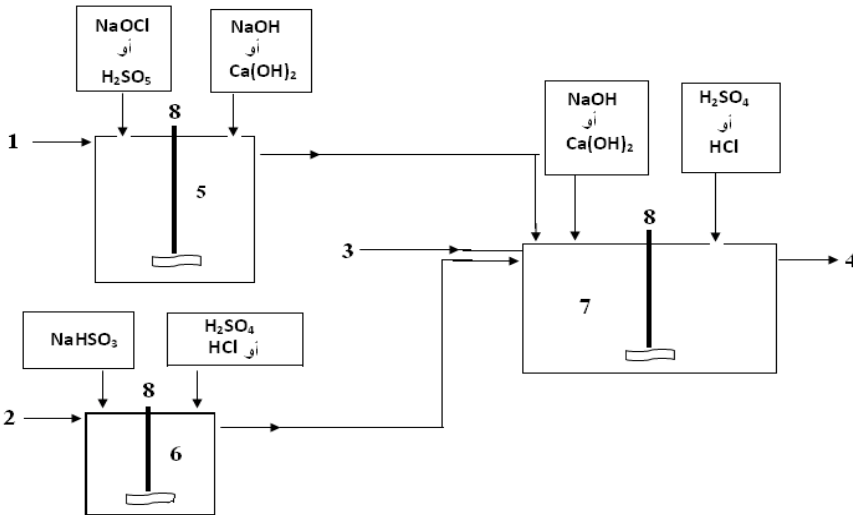 NaOCl
أو
H₂SO₅
NaOH
أو
Ca(OH)₂
8
1
5
NaOH
أو
Ca(OH)₂
H₂SO₄
أو
HCl
8
3
4
7
NaHSO₃
H₂SO₄
HCl أو
8
2
6